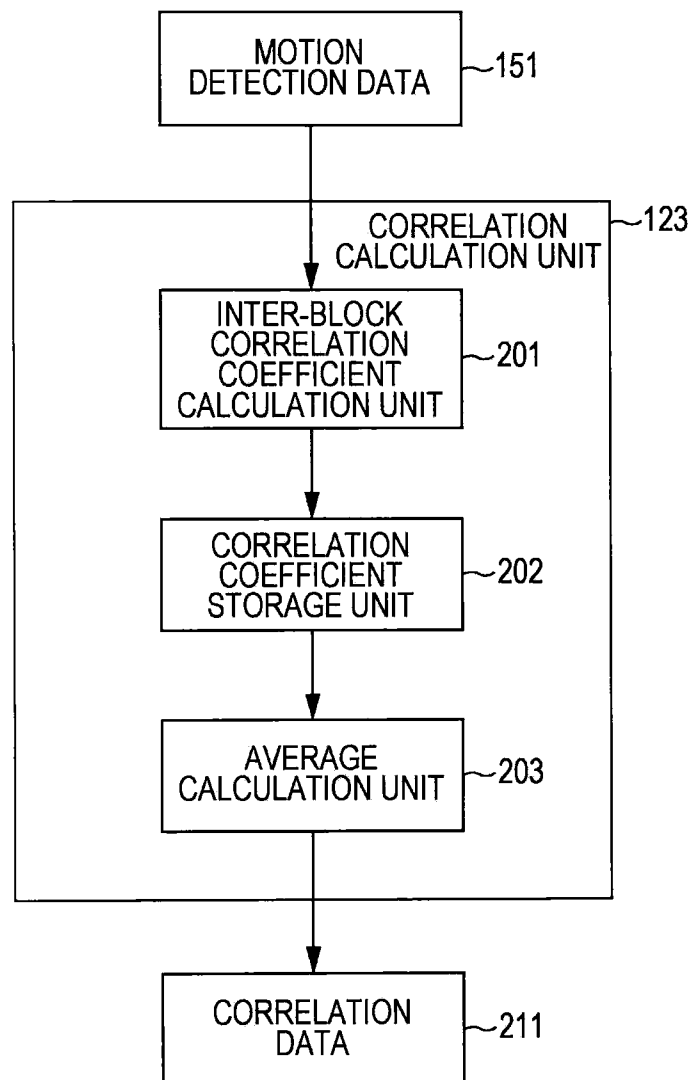 MOTION
DETECTION DATA
151
CORRELATION
CALCULATION UNIT
123
INTER-BLOCK
CORRELATION
COEFFICIENT
CALCULATION UNIT
201
CORRELATION
COEFFICIENT
STORAGE UNIT
202
AVERAGE
CALCULATION UNIT
203
CORRELATION
DATA
211